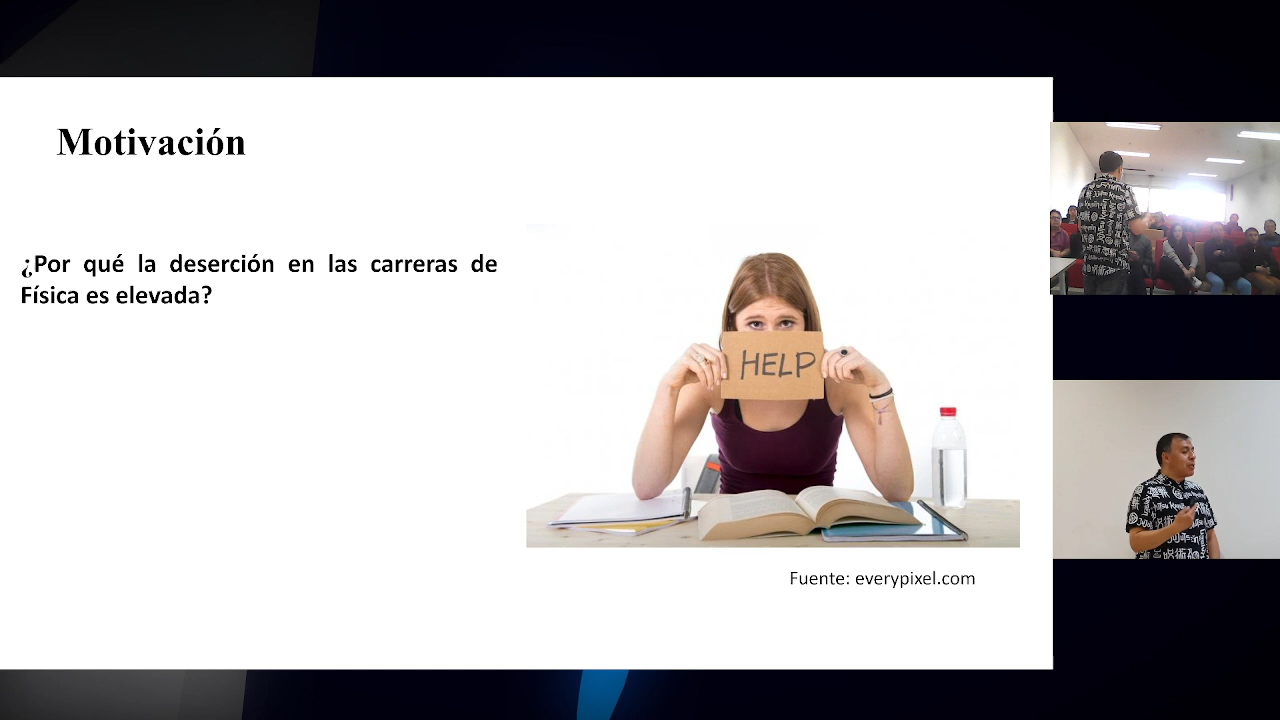 Motivación
¿Por qué la deserción en las carreras de
Física es elevada?
HELP
Fuente: everypixel.com